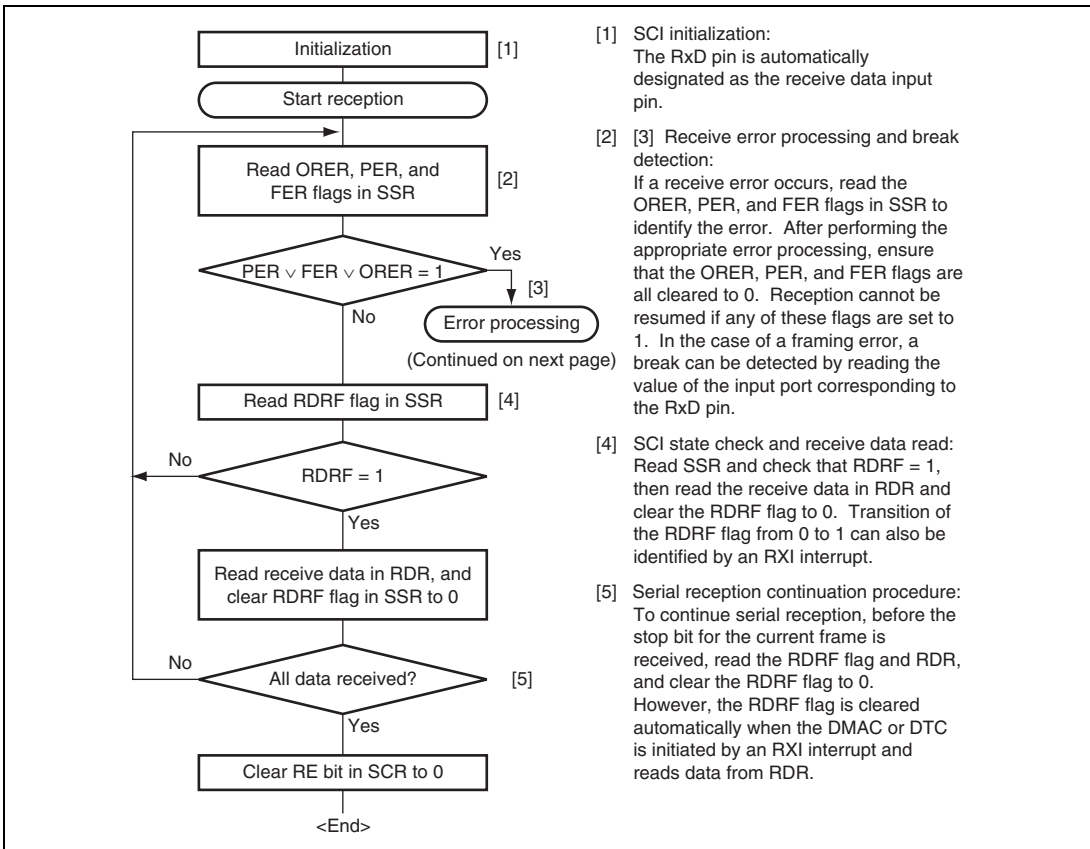 Initialization
[1]
Start reception
Read ORER, PER, and
FER flags in SSR
[2]
PER ∨ FER ∨ ORER = 1
Yes
[3]
No
Error processing
(Continued on next page)
Read RDRF flag in SSR
[4]
No
RDRF = 1
Yes
Read receive data in RDR, and
clear RDRF flag in SSR to 0
No
All data received?
[5]
Yes
Clear RE bit in SCR to 0
<End>
[1] SCI initialization:
The RxD pin is automatically
designated as the receive data input
pin.
[2] [3] Receive error processing and break
detection:
If a receive error occurs, read the
ORER, PER, and FER flags in SSR to
identify the error. After performing the
appropriate error processing, ensure
that the ORER, PER, and FER flags are
all cleared to 0. Reception cannot be
resumed if any of these flags are set to
1. In the case of a framing error, a
break can be detected by reading the
value of the input port corresponding to
the RxD pin.
[4] SCI state check and receive data read:
Read SSR and check that RDRF = 1,
then read the receive data in RDR and
clear the RDRF flag to 0. Transition of
the RDRF flag from 0 to 1 can also be
identified by an RXI interrupt.
[5] Serial reception continuation procedure:
To continue serial reception, before the
stop bit for the current frame is
received, read the RDRF flag and RDR,
and clear the RDRF flag to 0.
However, the RDRF flag is cleared
automatically when the DMAC or DTC
is initiated by an RXI interrupt and
reads data from RDR.